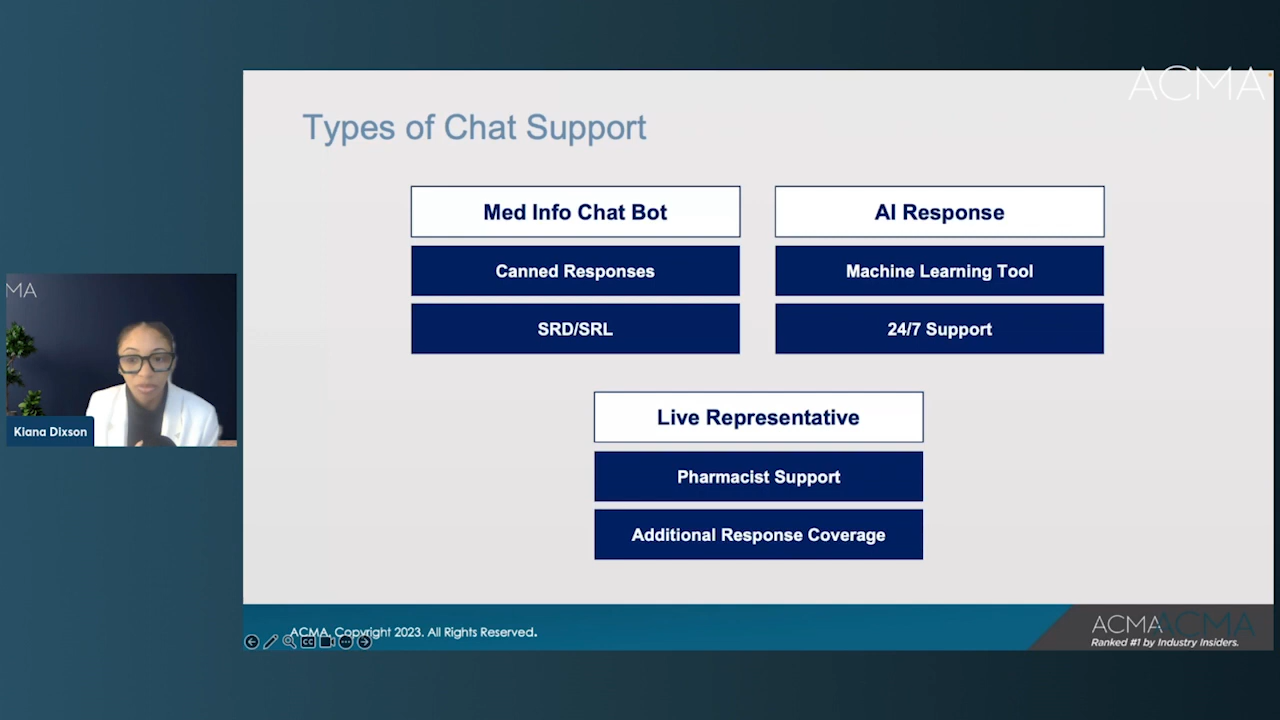 ACMA
Types of Chat Support
Med Info Chat Bot
Canned Responses
SRD/SRL
AI Response
Machine Learning Tool
24/7 Support
Live Representative
Pharmacist Support
Additional Response Coverage
MA
Kiana Dixson
ACMA, Copyright 2023. All Rights Reserved.
CC
ACMA
ACMA
Ranked #1 by Industry Insiders.